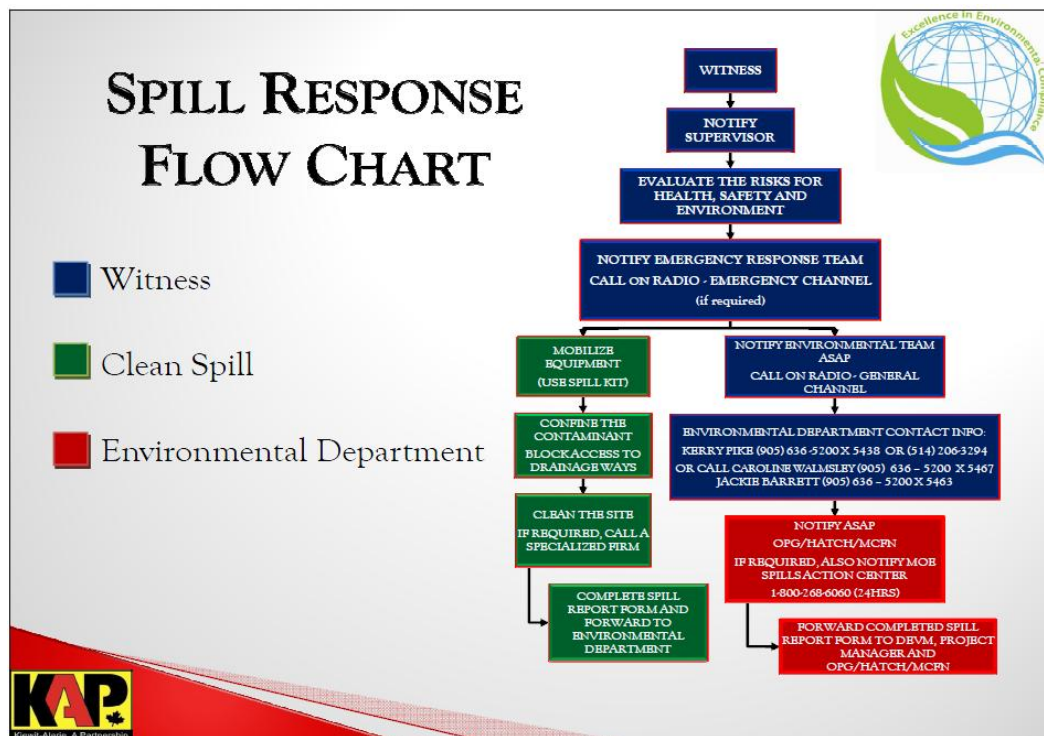 SPILL RESPONSE
FLOW CHART
Witness
Clean Spill
Environmental Department
Excellence in Environmental Compliance
WITNESS
NOTIFY
SUPERVISOR
EVALUATE THE RISKS FOR
HEALTH, SAFETY AND
ENVIRONMENT
NOTIFY EMERGENCY RESPONSE TEAM
CALL ON RADIO - EMERGENCY CHANNEL
(if required)
MOBILIZE
EQUIPMENT
(USE SPILL KIT)
CONFINE THE
CONTAMINANT
BLOCK ACCESS TO
DRAINAGE WAYS
CLEAN THE SITE
IF REQUIRED, CALL A
SPECIALIZED FIRM
COMPLETE SPILL
REPORT FORM AND
FORWARD TO
ENVIRONMENTAL
DEPARTMENT
NOTIFY ENVIRONMENTAL TEAM
ASAP
CALL ON RADIO - GENERAL
CHANNEL
ENVIRONMENTAL DEPARTMENT CONTACT INFO:
KERRY PIKE (905) 636-5200 X 5438 OR (514) 206-3294
OR CALL CAROLINE WALMSLEY (905) 636 – 5200 X 5467
JACKIE BARRETT (905) 636 – 5200 X 5463
NOTIFY ASAP
OPG/HATCH/MCFN
IF REQUIRED, ALSO NOTIFY MOE
SPILLS ACTION CENTER
1-800-268-6060 (24HRS)
FORWARD COMPLETED SPILL
REPORT FORM TO DEVM, PROJECT
MANAGER AND
OPG/HATCH/MCFN
KAP
Kiewit-Alarie, A Partnership